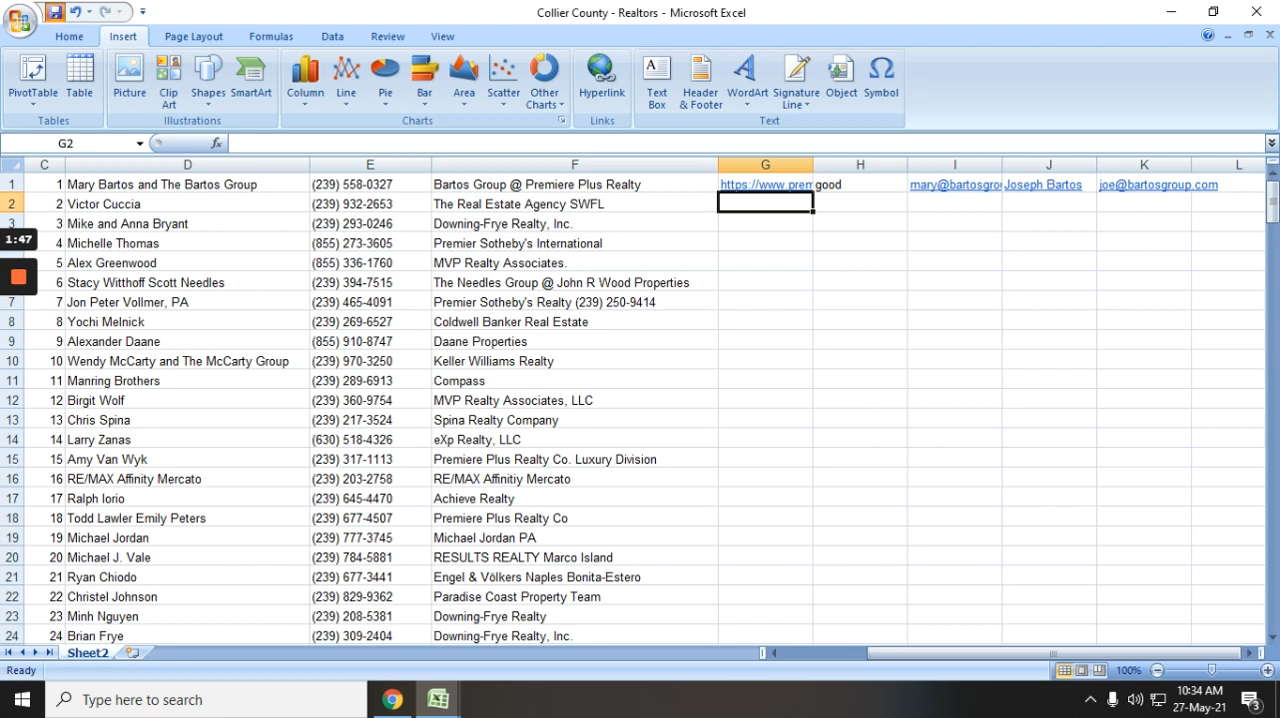 Collier County - Realtors - Microsoft Excel
Home Insert Page Layout Formulas Data Review View
PivotTable Table Picture Clip Art Shapes SmartArt Column Line Pie Bar Area Scatter Other Charts Hyperlink Text Box Header & Footer WordArt Signature Line Object Symbol
Tables Illustrations Charts Links Text
G2 fx
C D E F G H I J K L
1 1 Mary Bartos and The Bartos Group (239) 558-0327 Bartos Group @ Premiere Plus Realty https://www.prem good mary@bartosgro Joseph Bartos joe@bartosgroup.com
2 2 Victor Cuccia (239) 932-2653 The Real Estate Agency SWFL
3 3 Mike and Anna Bryant (239) 293-0246 Downing-Frye Realty, Inc.
1:47
4 Michelle Thomas (855) 273-3605 Premier Sotheby's International
5 Alex Greenwood (855) 336-1760 MVP Realty Associates.
6 Stacy Witthoff Scott Needles (239) 394-7515 The Needles Group @ John R Wood Properties
7 7 Jon Peter Vollmer, PA (239) 465-4091 Premier Sotheby's Realty (239) 250-9414
8 8 Yochi Melnick (239) 269-6527 Coldwell Banker Real Estate
9 9 Alexander Daane (855) 910-8747 Daane Properties
10 10 Wendy McCarty and The McCarty Group (239) 970-3250 Keller Williams Realty
11 11 Manring Brothers (239) 289-6913 Compass
12 12 Birgit Wolf (239) 360-9754 MVP Realty Associates, LLC
13 13 Chris Spina (239) 217-3524 Spina Realty Company
14 14 Larry Zanas (630) 518-4326 eXp Realty, LLC
15 15 Amy Van Wyk (239) 317-1113 Premiere Plus Realty Co. Luxury Division
16 16 RE/MAX Affinity Mercato (239) 203-2758 RE/MAX Affinitiy Mercato
17 17 Ralph Iorio (239) 645-4470 Achieve Realty
18 18 Todd Lawler Emily Peters (239) 677-4507 Premiere Plus Realty Co
19 19 Michael Jordan (239) 777-3745 Michael Jordan PA
20 20 Michael J. Vale (239) 784-5881 RESULTS REALTY Marco Island
21 21 Ryan Chiodo (239) 677-3441 Engel & Völkers Naples Bonita-Estero
22 22 Christel Johnson (239) 829-9362 Paradise Coast Property Team
23 23 Minh Nguyen (239) 208-5381 Downing-Frye Realty
24 24 Brian Frye (239) 309-2404 Downing-Frye Realty, Inc.
Sheet2
Ready 100%
Type here to search 10:34 AM
27-May-21 3